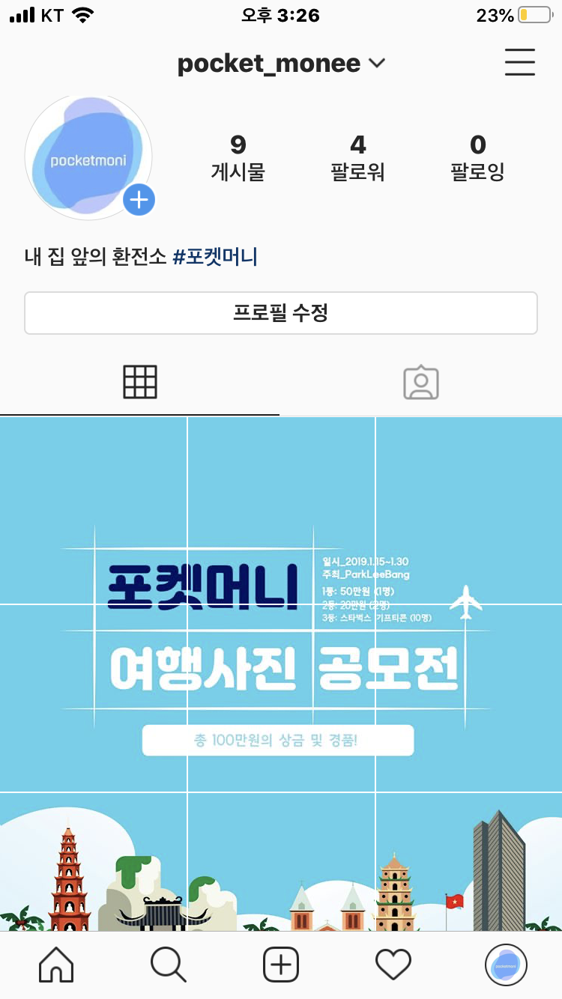 KT 오후 3:26 23%
pocket_monee
pocketmoni
9 4 0
게시물 팔로워 팔로잉
내 집 앞의 환전소 #포켓머니
프로필 수정
포켓머니
일시_2019.1.15~1.30
주최_ParkLeeBang
1등: 50만원 (1명)
2등: 20만원 (2명)
3등: 스타벅스 기프티콘 (10명)
여행사진 공모전
총 100만원의 상금 및 경품!
pocketmoni